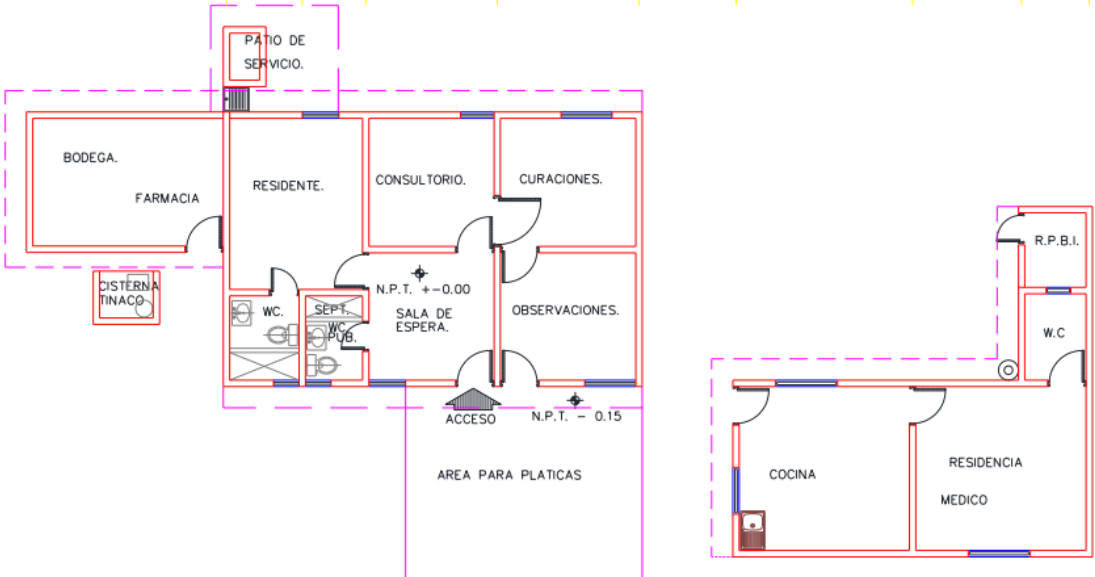 PATIO DE
SERVICIO.
BODEGA.
FARMACIA
RESIDENTE.
CONSULTORIO.
CURACIONES.
CISTERNA
TINACO
WC.
SEPT.
WC
PUB.
N.P.T. +-0.00
SALA DE
ESPERA.
OBSERVACIONES.
ACCESO
N.P.T. - 0.15
AREA PARA PLATICAS
R.P.B.I.
W.C
COCINA
RESIDENCIA
MEDICO